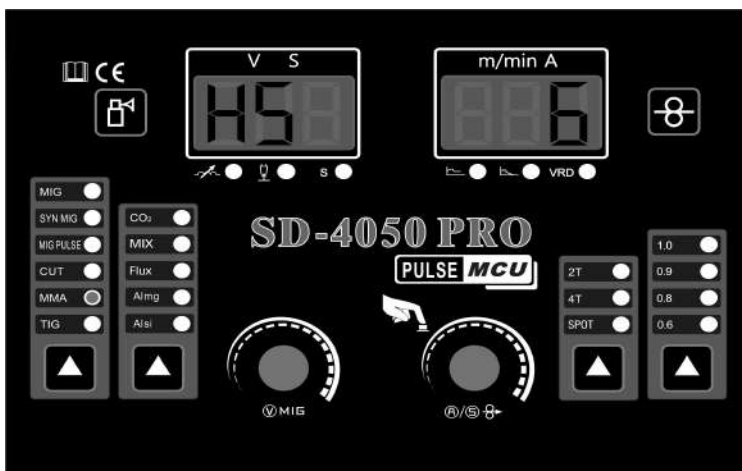 V S
m/min A
CE
HS
6
S
VRD
MIG
SYN MIG
MIG PULSE
CUT
MMA
TIG
CO₂
MIX
Flux
Almg
Alsi
SD-4050 PRO
PULSE MCU
2T
4T
SPOT
1.0
0.9
0.8
0.6
Ⓥ MIG
Ⓐ/Ⓢ